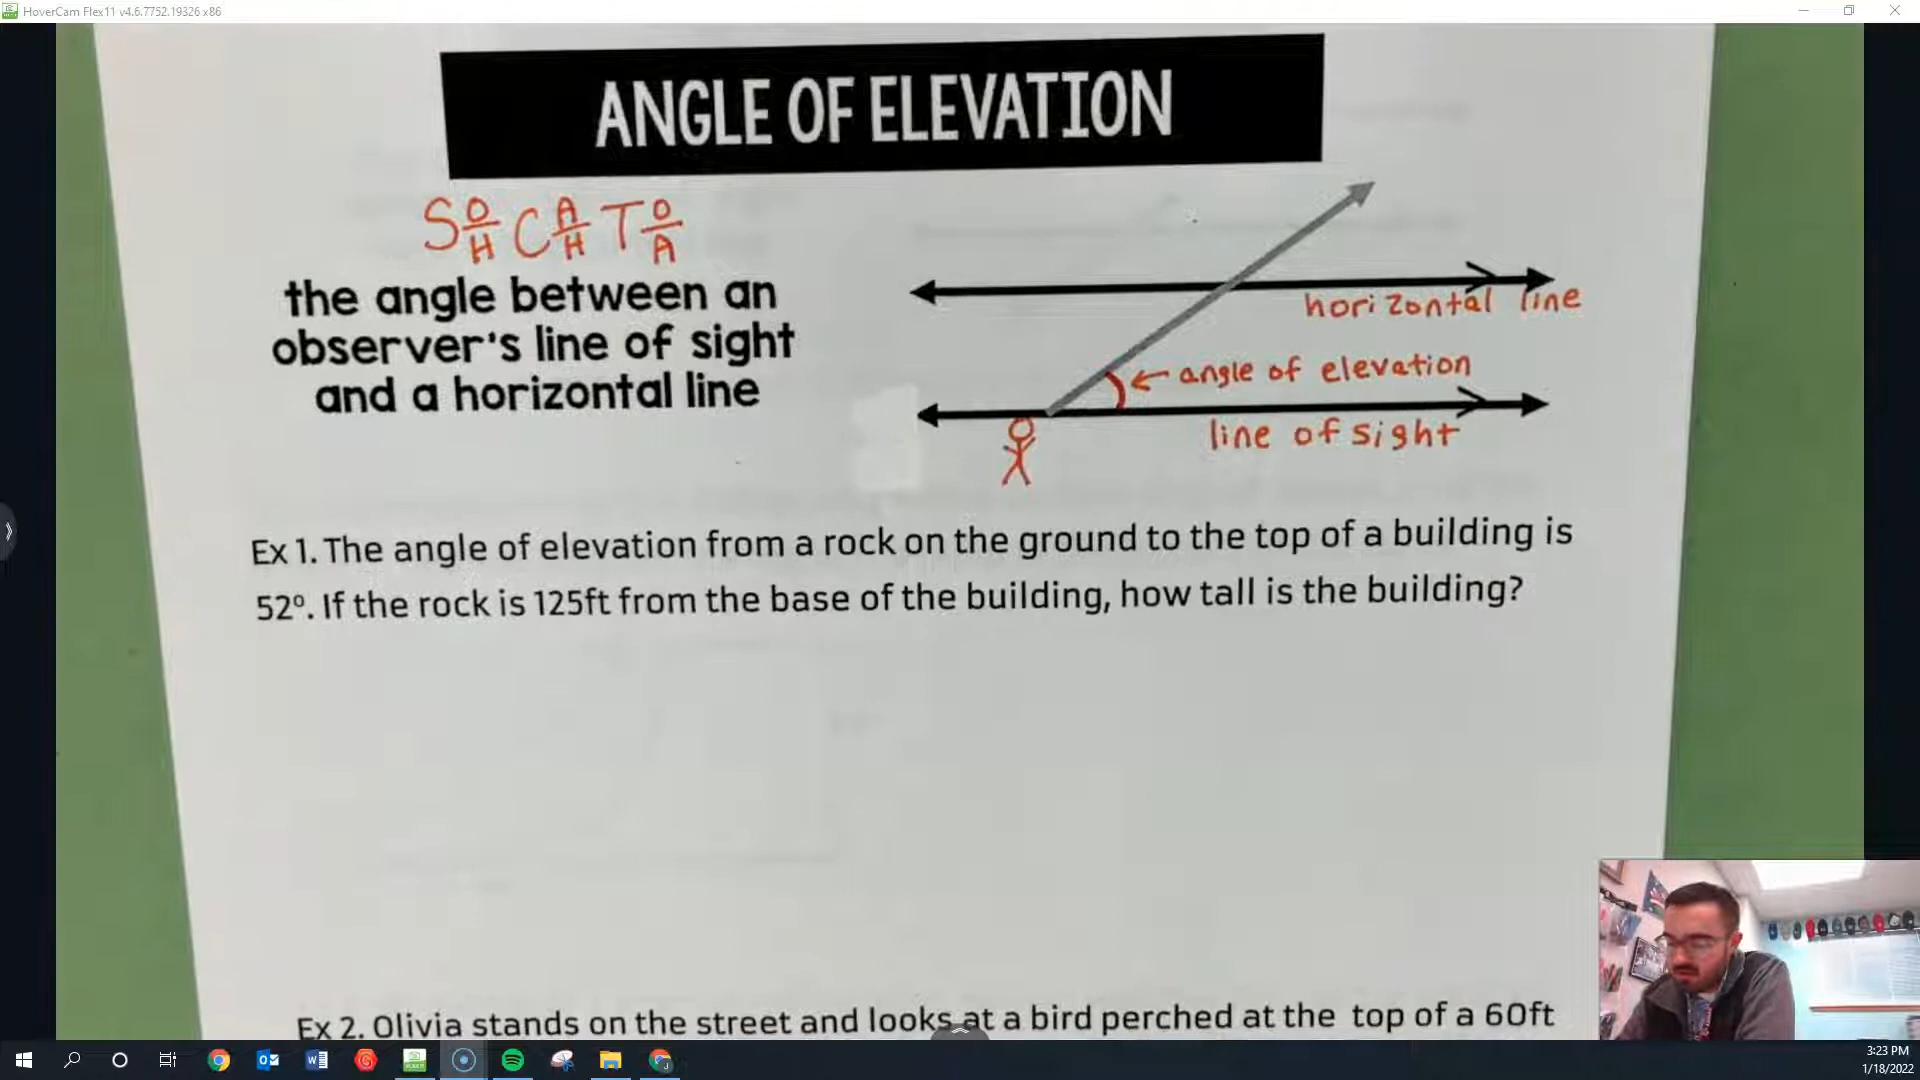 HoverCam Flex11 v4.6.7752.19326 x86
ANGLE OF ELEVATION
S O/H C A/H T O/A
the angle between an
observer's line of sight
and a horizontal line
horizontal line
angle of elevation
line of sight
Ex 1. The angle of elevation from a rock on the ground to the top of a building is
52º. If the rock is 125ft from the base of the building, how tall is the building?
Ex 2. Olivia stands on the street and looks at a bird perched at the top of a 60ft
3:23 PM
1/18/2022